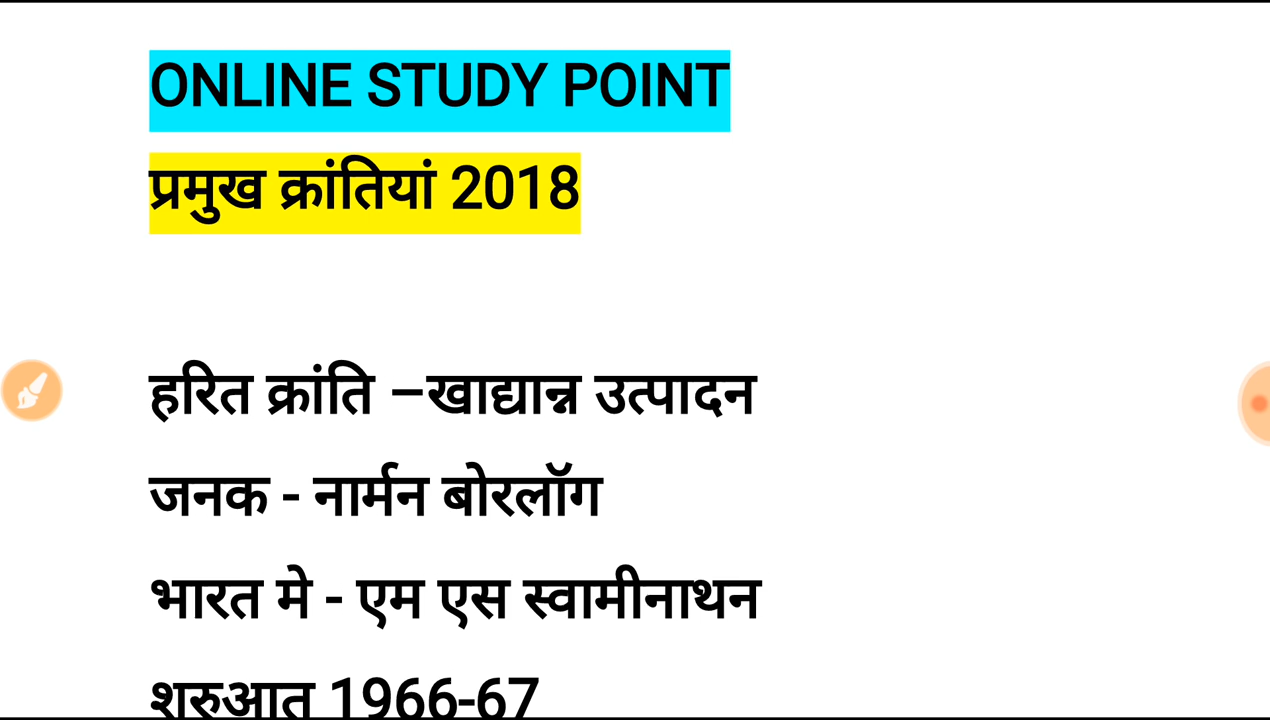 ONLINE STUDY POINT
प्रमुख क्रांतियां 2018
हरित क्रांति –खाद्यान्न उत्पादन
जनक - नार्मन बोरलॉग
भारत मे - एम एस स्वामीनाथन
शुरुआत 1966-67